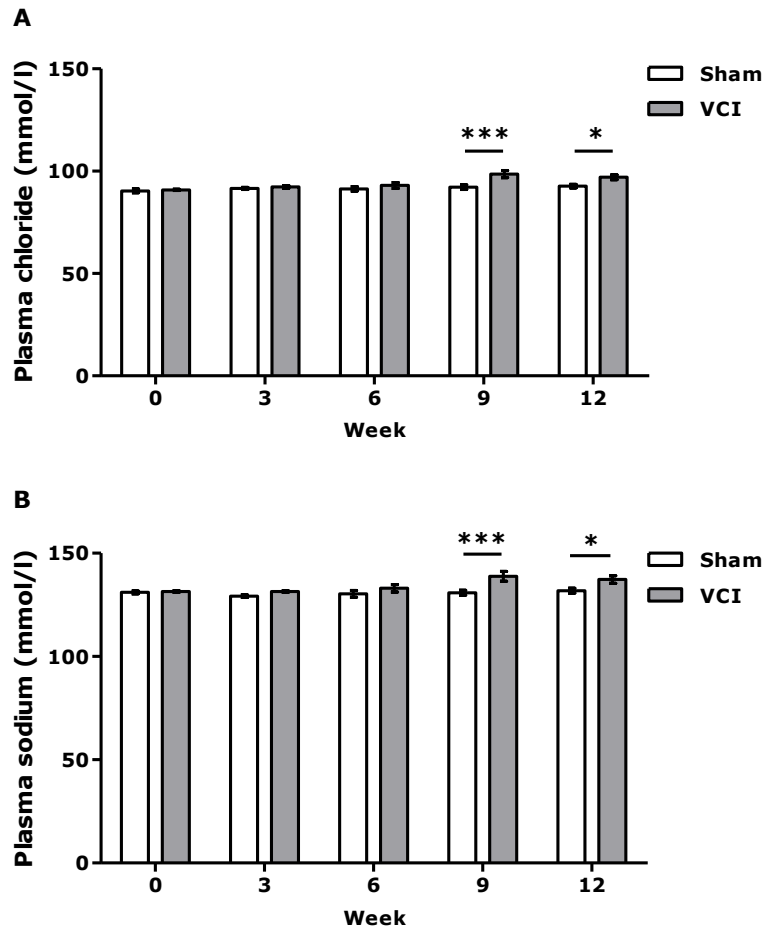 A
Plasma chloride (mmol/l)
150
100
50
0
***
*
Sham
VCI
0 3 6 9 12
Week
B
Plasma sodium (mmol/l)
150
100
50
0
***
*
Sham
VCI
0 3 6 9 12
Week